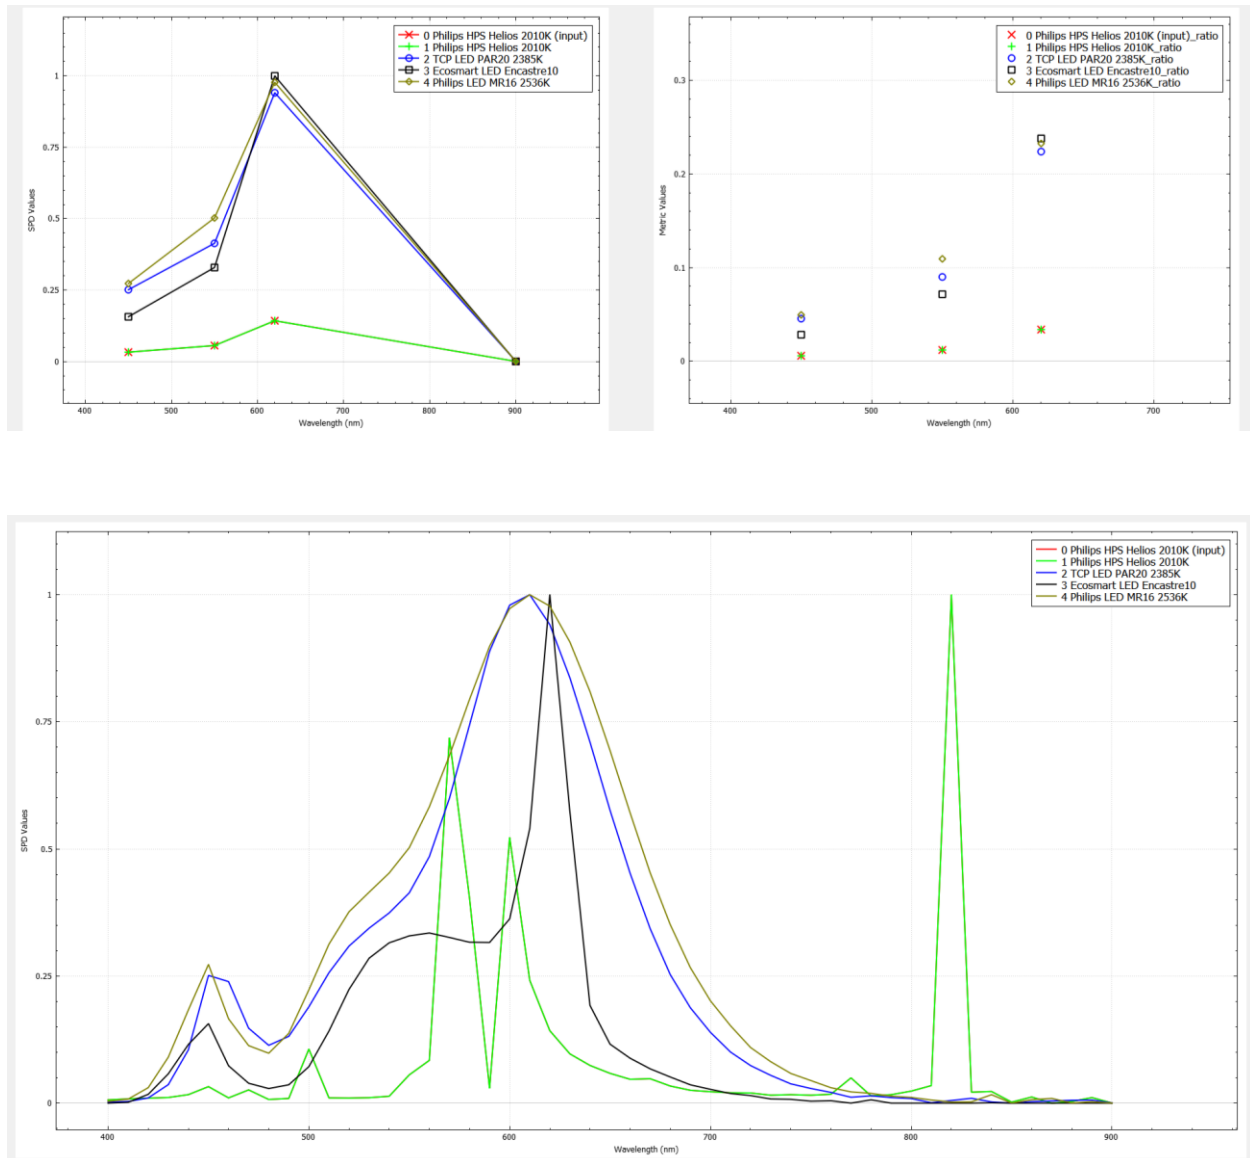 0 Philips HPS Helios 2010K (input)
1 Philips HPS Helios 2010K
2 TCP LED PAR20 2385K
3 Ecosmart LED Encastre10
4 Philips LED MR16 2536K
1
0.75
0.5
0.25
0
SPD Values
400
500
600
700
800
900
Wavelength (nm)
0 Philips HPS Helios 2010K (input)_ratio
1 Philips HPS Helios 2010K_ratio
2 TCP LED PAR20 2385K_ratio
3 Ecosmart LED Encastre10_ratio
4 Philips LED MR16 2536K_ratio
0.3
0.2
0.1
0
Metric Values
400
500
600
700
Wavelength (nm)
0 Philips HPS Helios 2010K (input)
1 Philips HPS Helios 2010K
2 TCP LED PAR20 2385K
3 Ecosmart LED Encastre10
4 Philips LED MR16 2536K
1
0.75
0.5
0.25
0
SPD Values
400
500
600
700
800
900
Wavelength (nm)